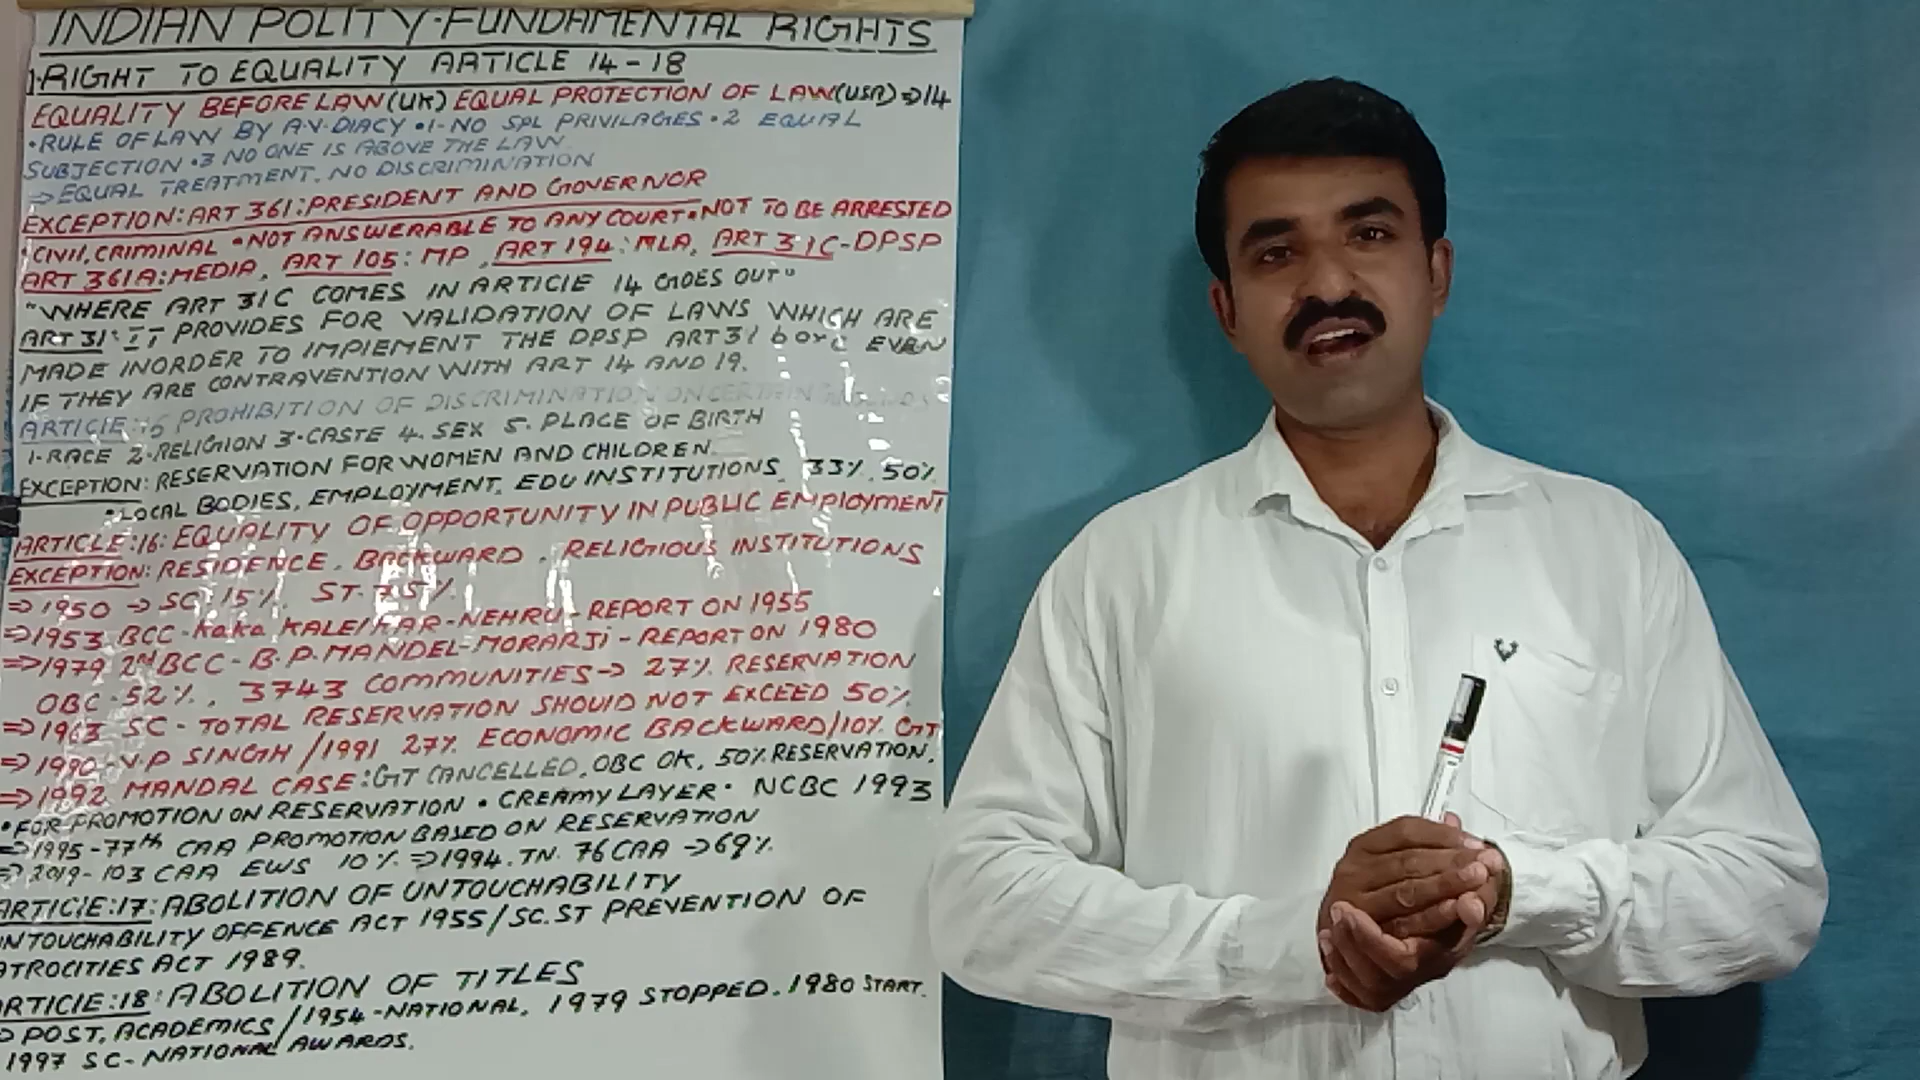 INDIAN POLITY-FUNDAMENTAL RIGHTS
1.RIGHT TO EQUALITY ARTICLE 14-18
EQUALITY BEFORE LAW(UK) EQUAL PROTECTION OF LAW(USA)⇒14
•RULE OF LAW BY A.V.DIACY •1-NO SPL PRIVILAGES •2 EQUAL
SUBJECTION •3 NO ONE IS ABOVE THE LAW.
⇒EQUAL TREATMENT, NO DISCRIMINATION
EXCEPTION:ART 361:PRESIDENT AND GOVERNOR
•CIVIL,CRIMINAL •NOT ANSWERABLE TO ANY COURT•NOT TO BE ARRESTED
ART 361A:MEDIA, ART 105: MP, ART 194: MLA, ART 31C-DPSP
"WHERE ART 31C COMES IN ARTICLE 14 GOES OUT"
ART 31: IT PROVIDES FOR VALIDATION OF LAWS WHICH ARE
MADE INORDER TO IMPLEMENT THE DPSP ART 39 b or c EVEN
IF THEY ARE CONTRAVENTION WITH ART 14 AND 19.
ARTICLE:15 PROHIBITION OF DISCRIMINATION ON CERTAIN GROUNDS
1-RACE 2-RELIGION 3-CASTE 4. SEX 5. PLACE OF BIRTH
EXCEPTION: RESERVATION FOR WOMEN AND CHILDREN.
•LOCAL BODIES, EMPLOYMENT, EDU INSTITUTIONS 33%. 50%
ARTICLE:16: EQUALITY OF OPPORTUNITY IN PUBLIC EMPLOYMENT
EXCEPTION: RESIDENCE, BACKWARD, RELIGIOUS INSTITUTIONS
⇒1950 → SC 15%. ST. 7.5%.
⇒1953 BCC-KaKa KALElKAR-NEHRU-REPORT ON 1955
⇒1979 2nd BCC-B.P.MANDEL-MORARJi-REPORT ON 1980
OBC-52%, 3743 COMMUNITIES→ 27% RESERVATION
⇒1963 SC-TOTAL RESERVATION SHOULD NOT EXCEED 50%.
⇒1990-V.P SINGH/1991 27% ECONOMIC BACKWARD/10% GT
⇒1992 MANDAL CASE:GT CANCELLED, OBC OK, 50% RESERVATION.
•FOR PROMOTION ON RESERVATION • CREAMY LAYER • NCBC 1993
⇒1995-77th CAA PROMOTION BASED ON RESERVATION
⇒2019-103 CAA EWS 10% ⇒1994.TN. 76 CAA →69%.
ARTICLE:17: ABOLITION OF UNTOUCHABILITY
UNTOUCHABILITY OFFENCE ACT 1955/SC.ST PREVENTION OF
ATROCITIES ACT 1989.
ARTICLE:18: ABOLITION OF TITLES
POST, ACADEMICS/1954-NATIONAL, 1979 STOPPED. 1980 START.
1997 SC-NATIONAL AWARDS.